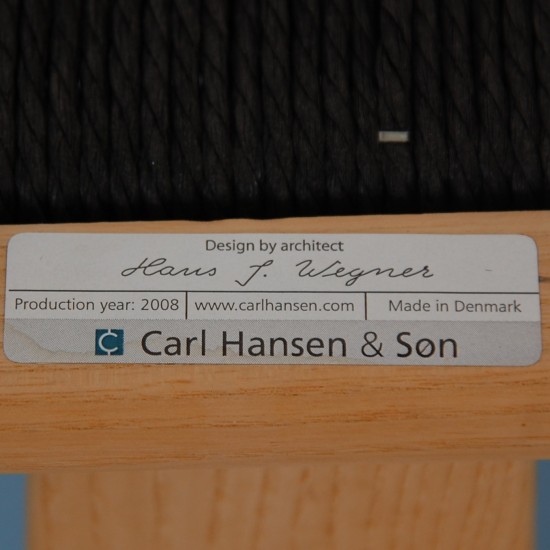 Design by architect
Hans J. Wegner
Production year: 2008 www.carlhansen.com Made in Denmark
Carl Hansen & Søn